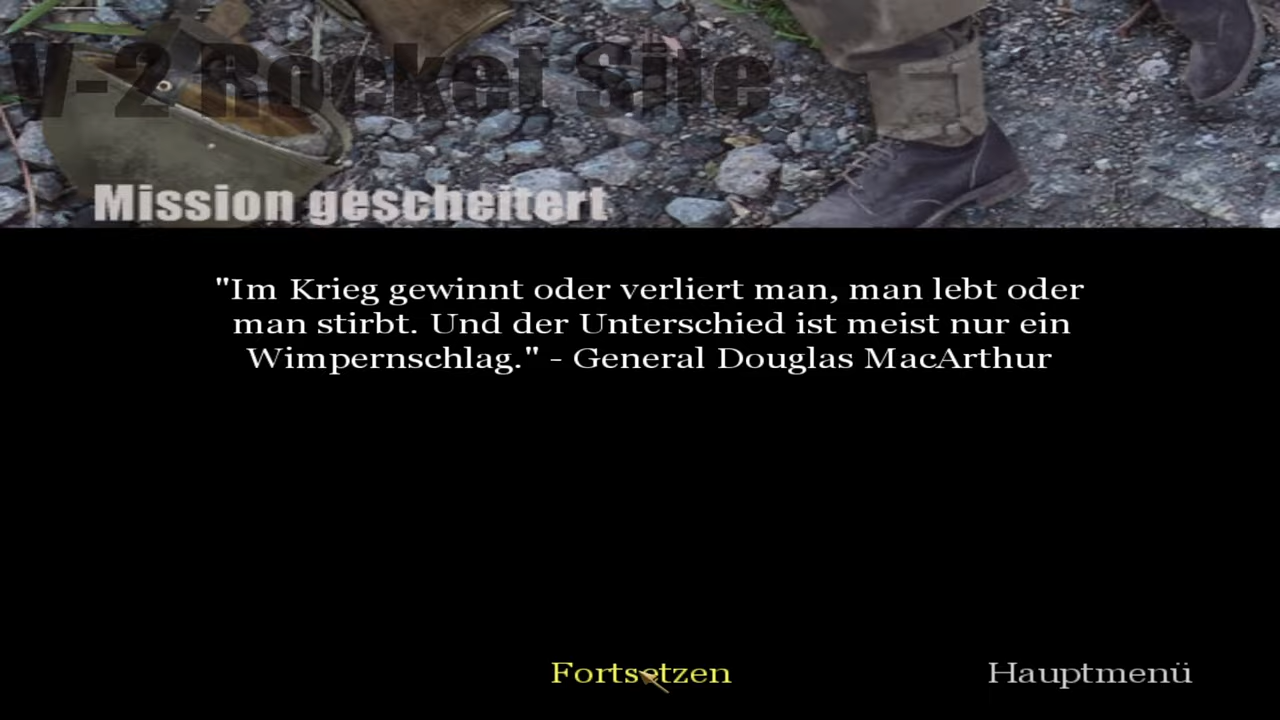 V-2 Rocket Site
Mission gescheitert
"Im Krieg gewinnt oder verliert man, man lebt oder
man stirbt. Und der Unterschied ist meist nur ein
Wimpernschlag." - General Douglas MacArthur
Fortsetzen
Hauptmenü